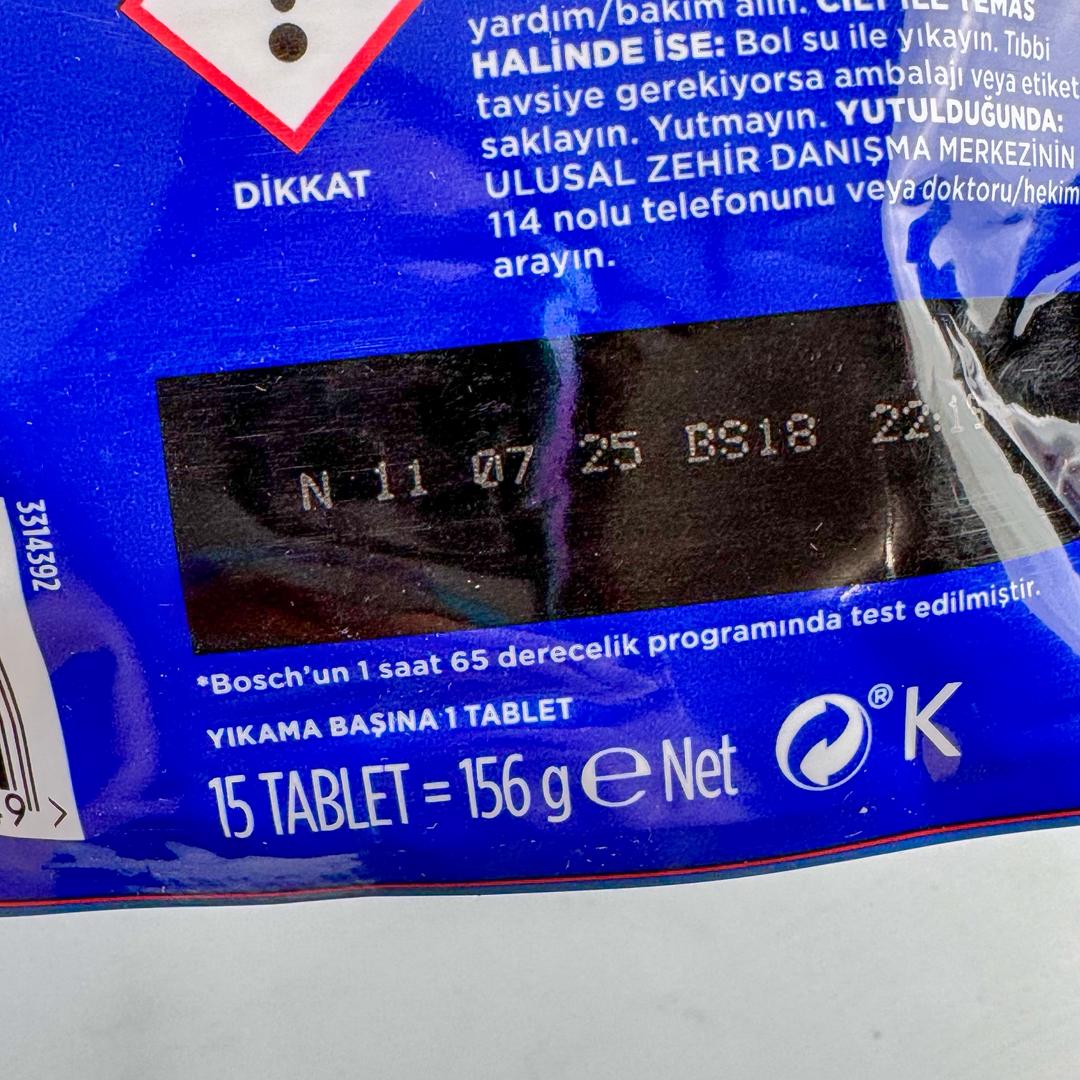 yardım/bakım alın. CİLT İLE TEMAS
HALİNDE İSE: Bol su ile yıkayın. Tıbbi
tavsiye gerekiyorsa ambalajı veya etiket
saklayın. Yutmayın. YUTULDUĞUNDA:
ULUSAL ZEHİR DANIŞMA MERKEZİNİN
114 nolu telefonunu veya doktoru/hekim
arayın.
DİKKAT
N 11 07 25 BS18
3314392
*Bosch'un 1 saat 65 derecelik programında test edilmiştir.
YIKAMA BAŞINA 1 TABLET
15 TABLET = 156 g e Net
® K
9 >